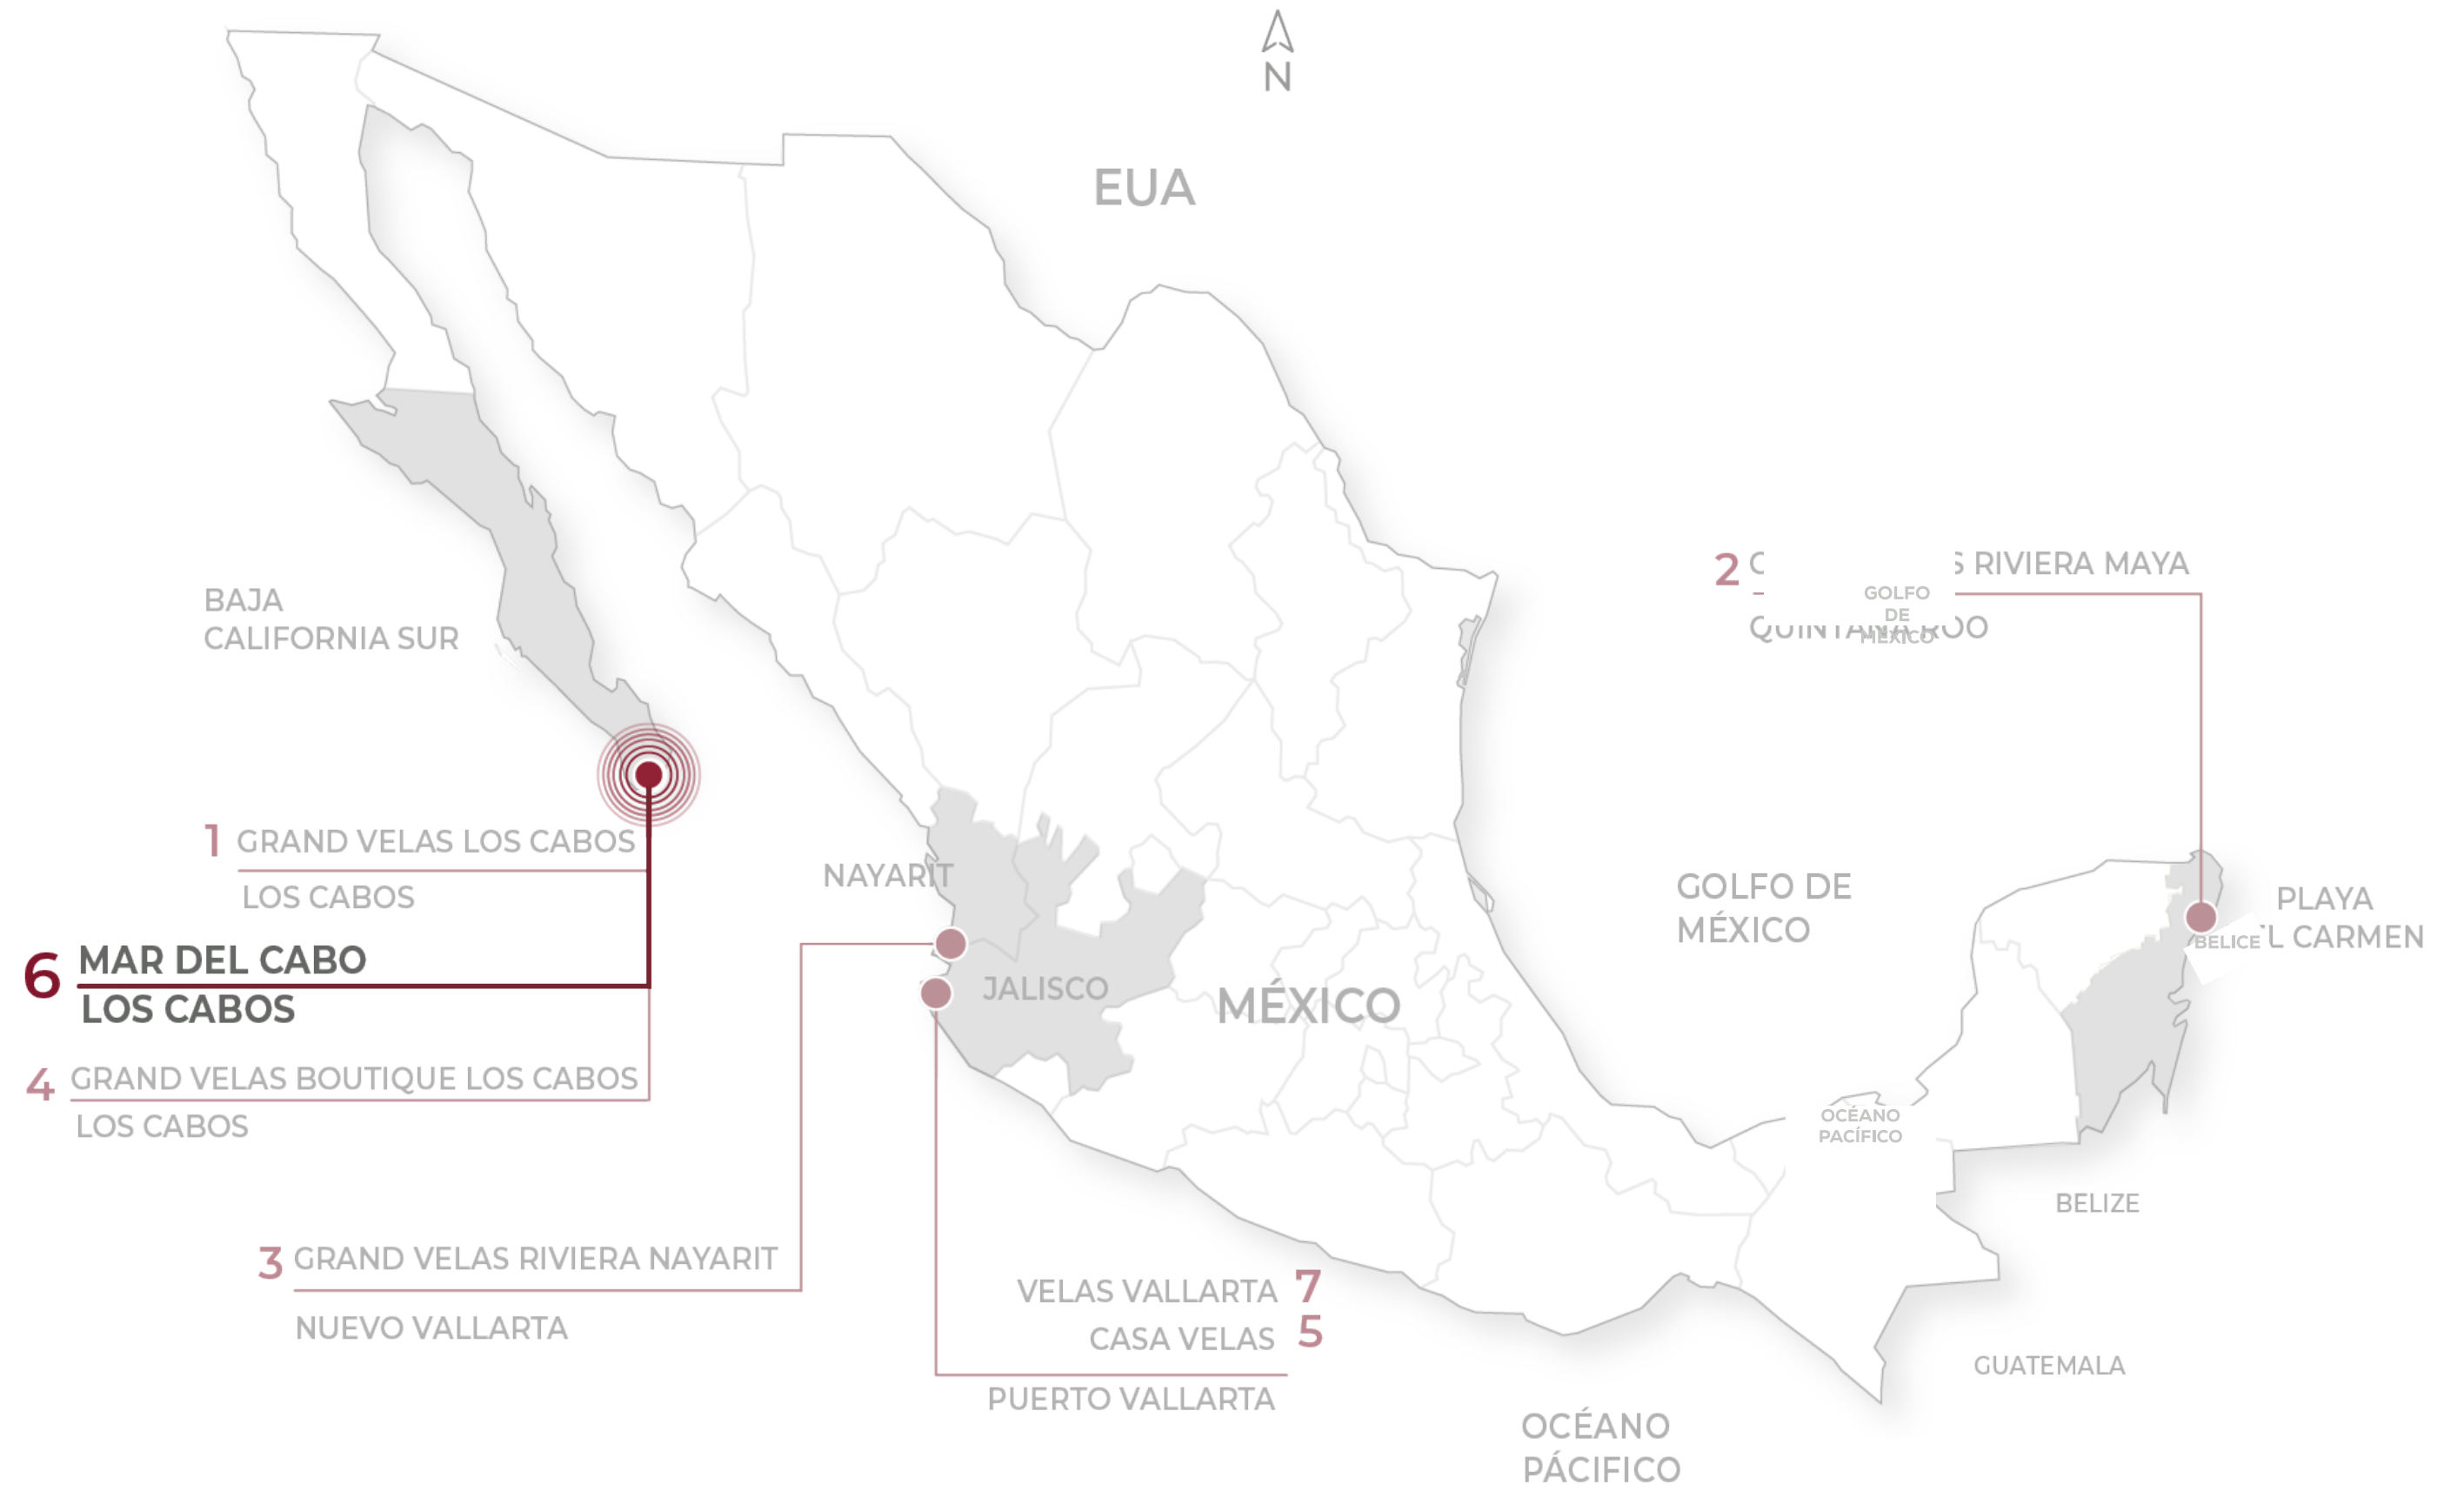 N
EUA
BAJA
CALIFORNIA SUR
2
RIVIERA MAYA
GOLFO
DE
MÉXICO
1 GRAND VELAS LOS CABOS
LOS CABOS
NAYARIT
GOLFO DE
MÉXICO
PLAYA
CARMEN
BELICE
6 MAR DEL CABO
LOS CABOS
JALISCO
MÉXICO
4 GRAND VELAS BOUTIQUE LOS CABOS
LOS CABOS
OCÉANO
PACÍFICO
BELIZE
3 GRAND VELAS RIVIERA NAYARIT
NUEVO VALLARTA
VELAS VALLARTA 7
CASA VELAS 5
PUERTO VALLARTA
GUATEMALA
OCÉANO
PÁCIFICO